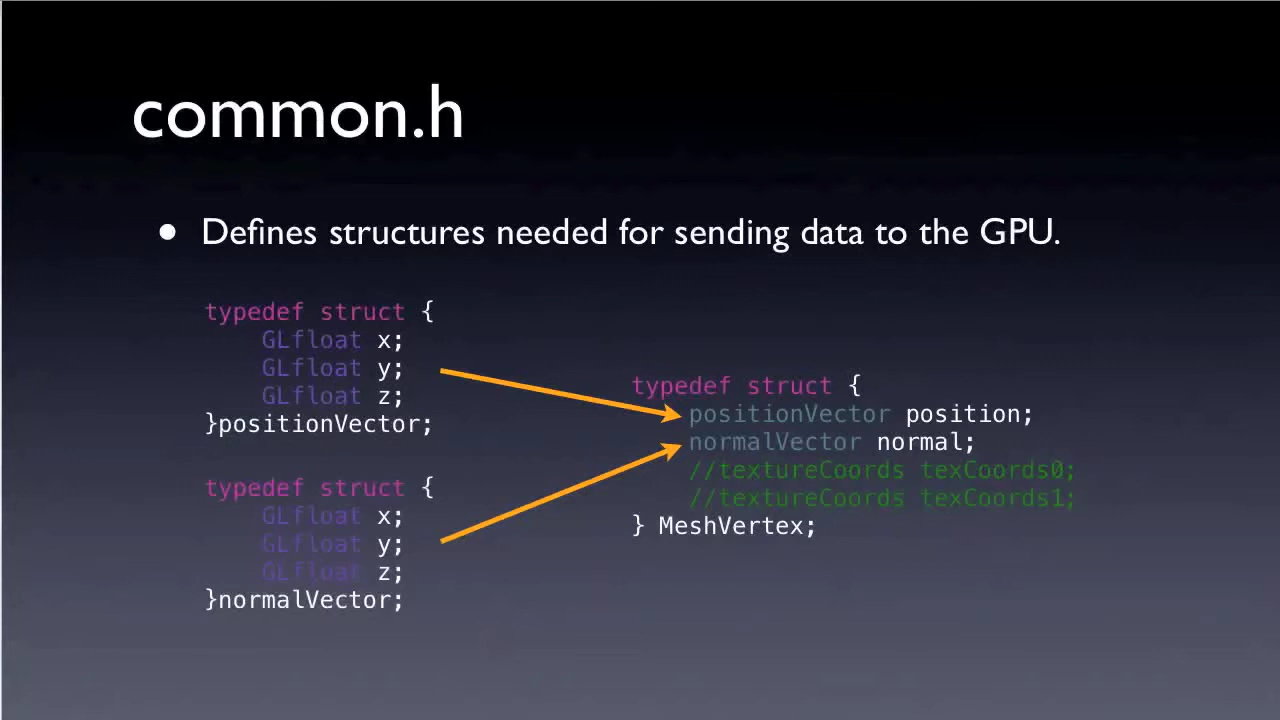 common.h
• Defines structures needed for sending data to the GPU.
typedef struct {
    GLfloat x;
    GLfloat y;
    GLfloat z;
}positionVector;
typedef struct {
    GLfloat x;
    GLfloat y;
    GLfloat z;
}normalVector;
typedef struct {
    positionVector position;
    normalVector normal;
    //textureCoords texCoords0;
    //textureCoords texCoords1;
} MeshVertex;